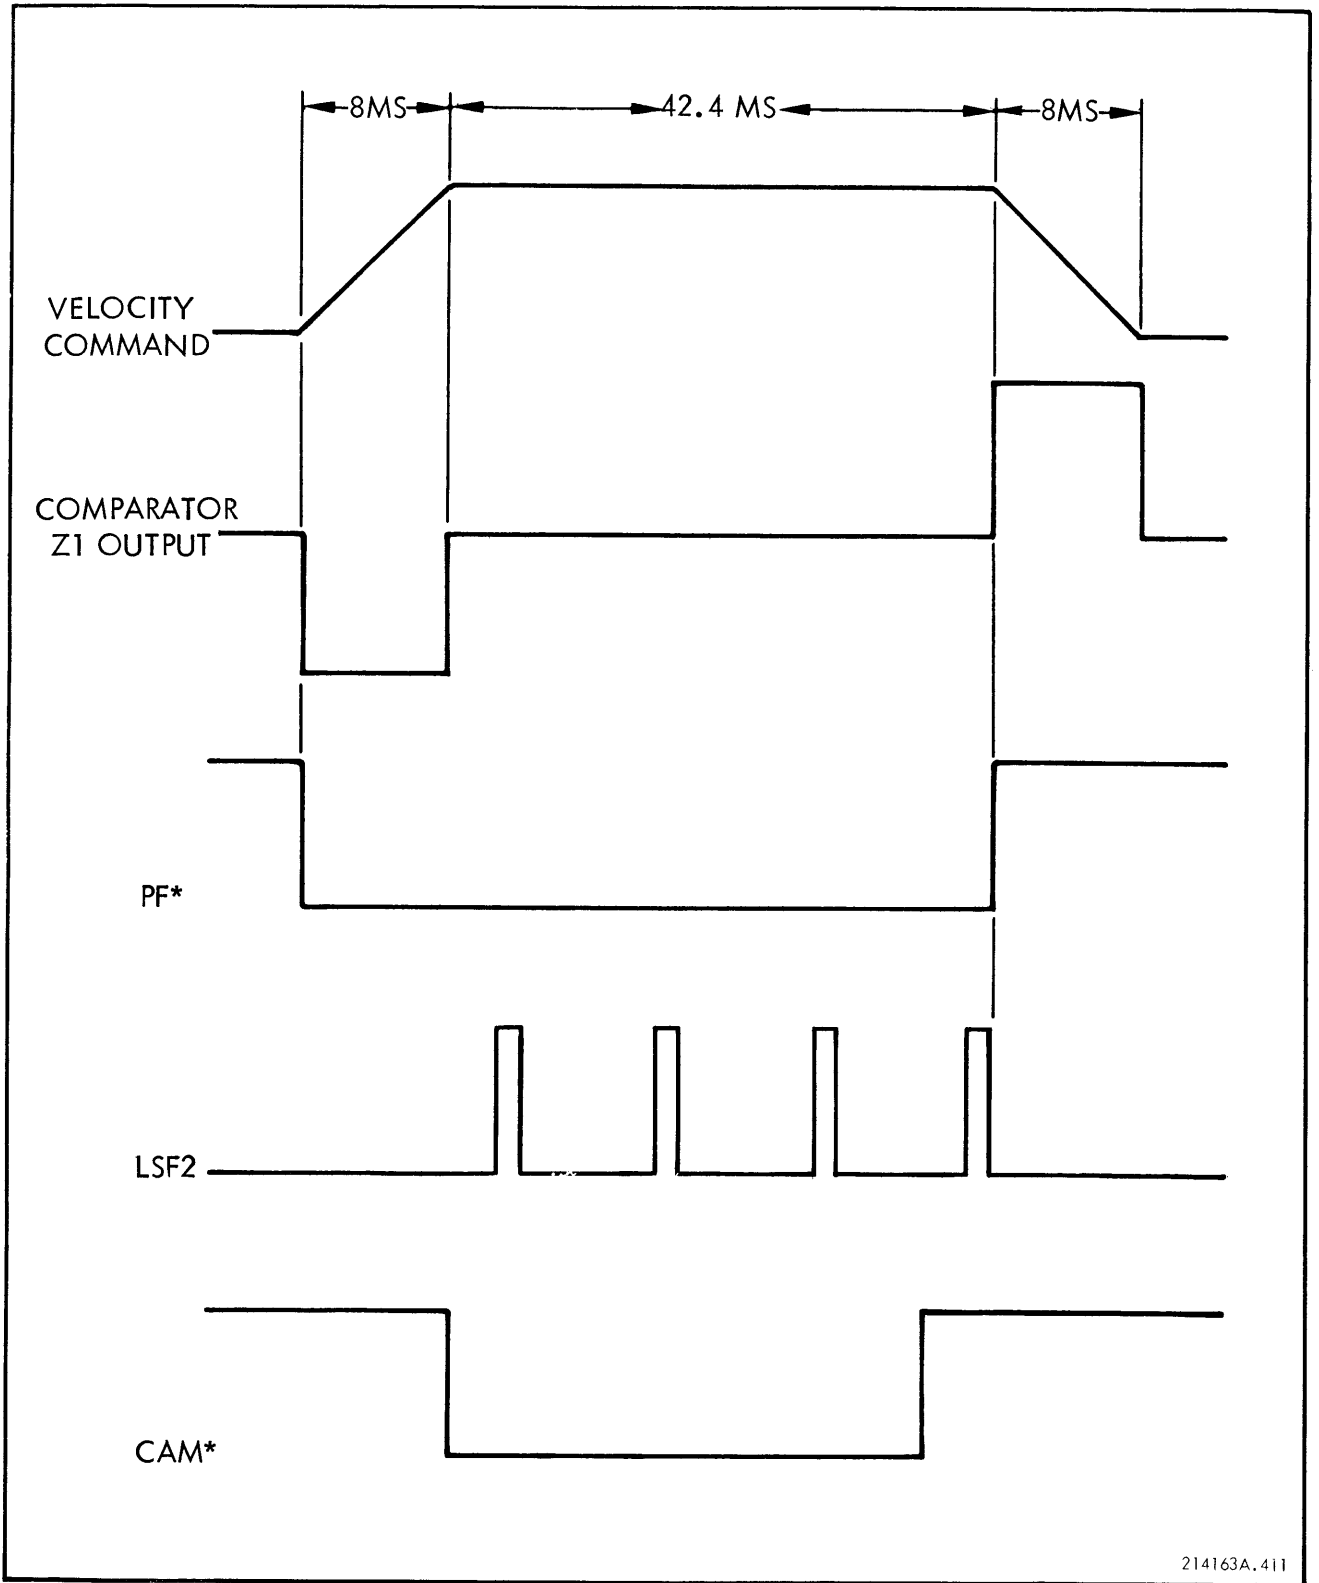 8MS
42.4 MS
8MS
VELOCITY
COMMAND
COMPARATOR
Z1 OUTPUT
PF*
LSF2
CAM*
214163A.411